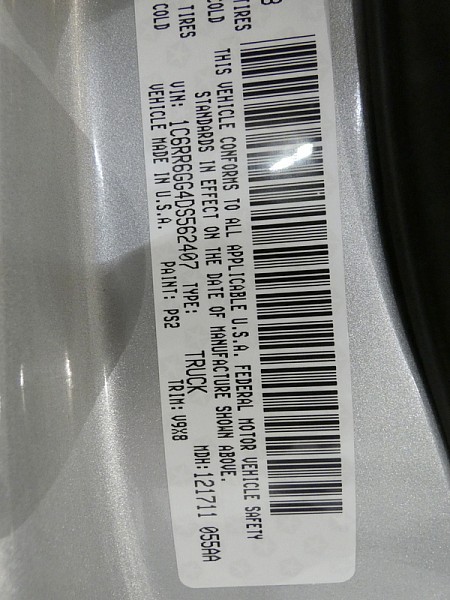 TIRES COLD
TIRES COLD
THIS VEHICLE CONFORMS TO ALL APPLICABLE U.S.A. FEDERAL MOTOR VEHICLE SAFETY
STANDARDS IN EFFECT ON THE DATE OF MANUFACTURE SHOWN ABOVE.
VIN: 1C6RR6GG4DS562407 TYPE: TRUCK MDH:121711 055AA
VEHICLE MADE IN U.S.A. PAINT: PS2 TRIM: V9X8